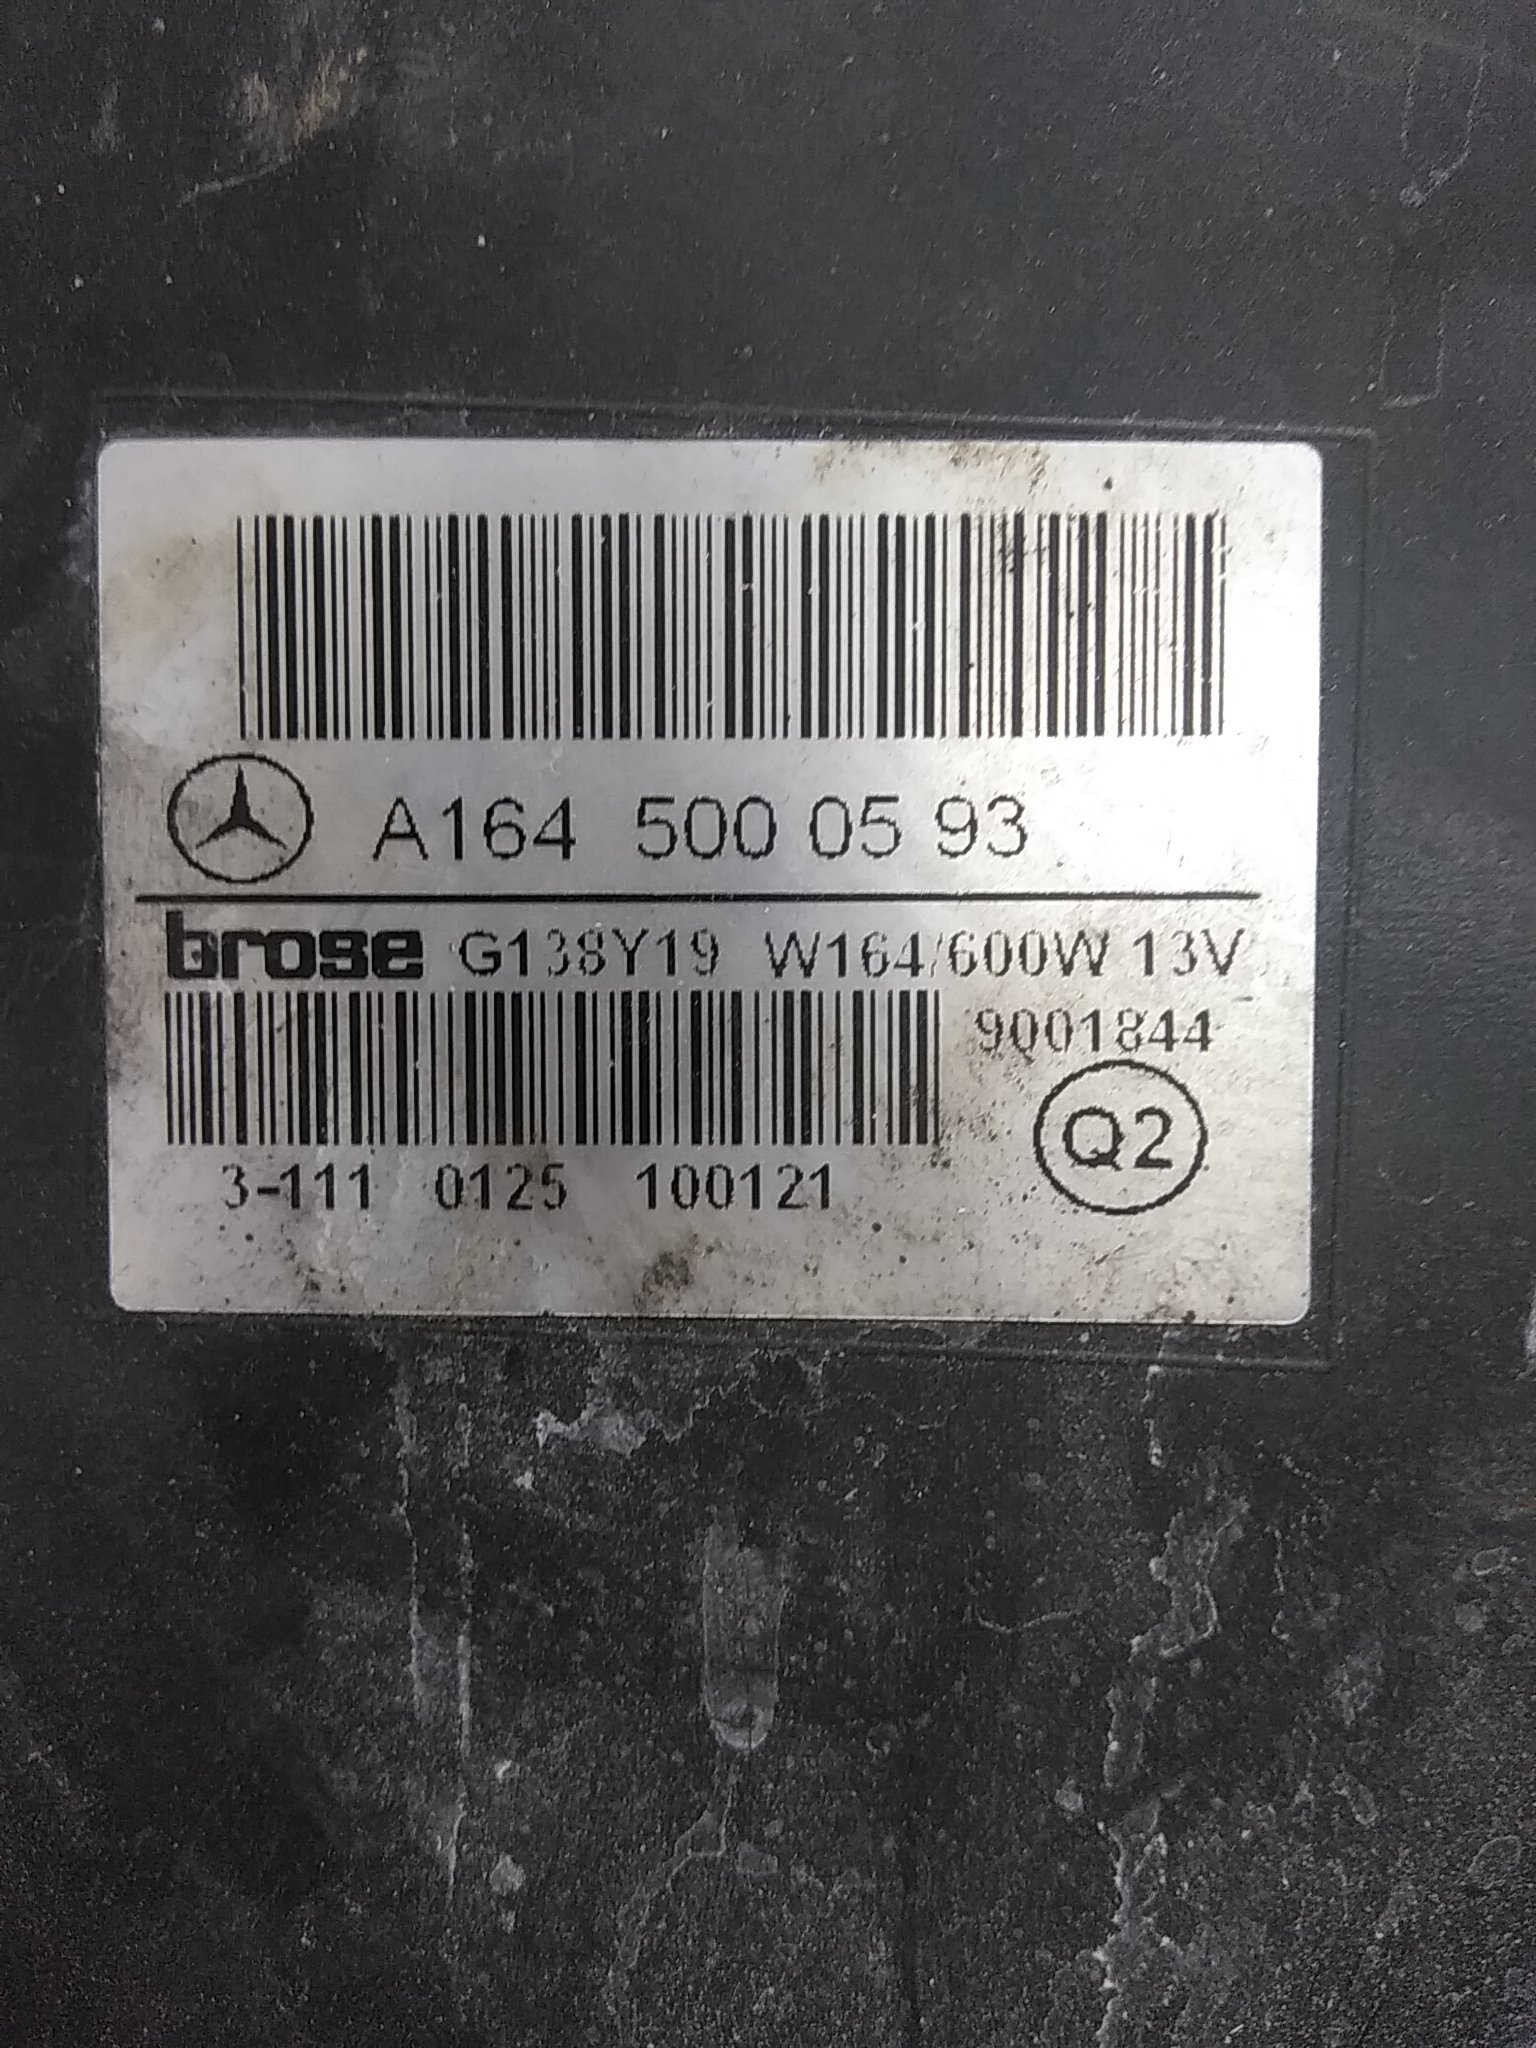 A164 500 05 93
brose G138Y19 W164/600W 13V
9001844
Q2
3-111 0125 100121